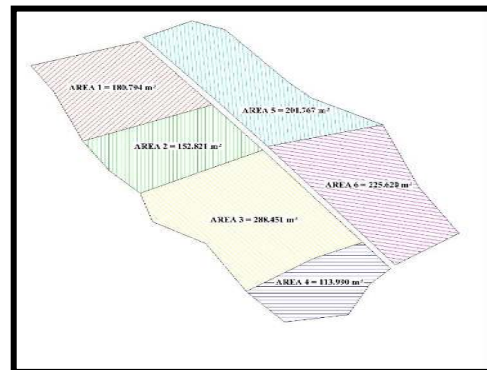 AREA 1 = 180.794 m²
AREA 5 = 201.767 m²
AREA 2 = 152.821 m²
AREA 6 = 225.620 m²
AREA 3 = 288.451 m²
AREA 4 = 113.990 m²